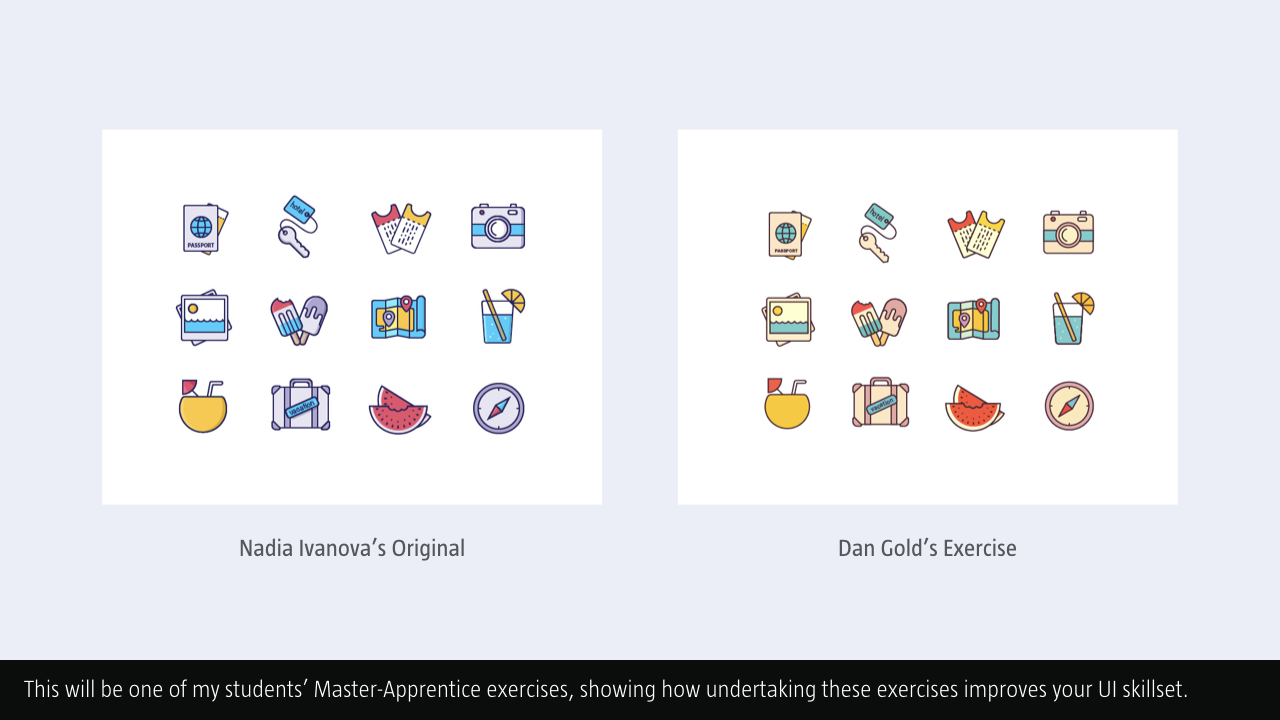 hotel
PASSPORT
vacation
hotel
PASSPORT
vacation
Nadia Ivanova’s Original
Dan Gold’s Exercise
This will be one of my students’ Master-Apprentice exercises, showing how undertaking these exercises improves your UI skillset.